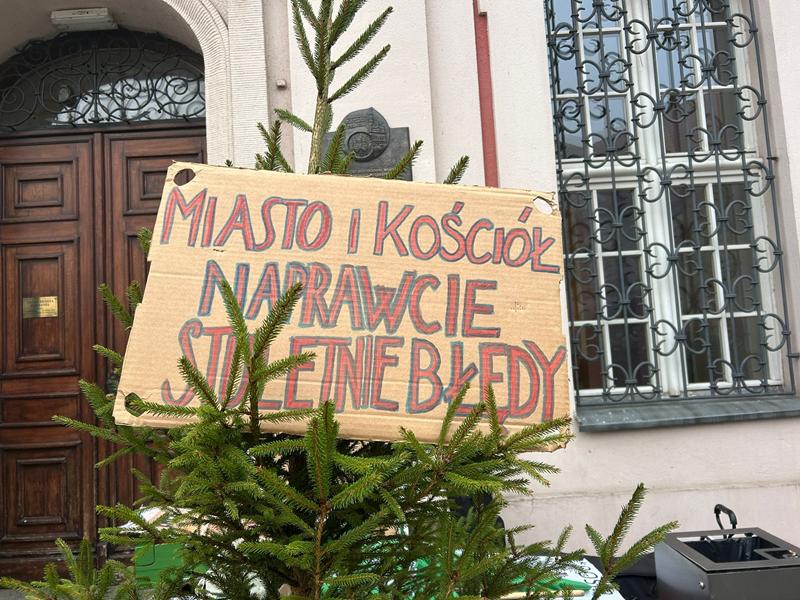 MIASTO I KOŚCIÓŁ
NAPRAWCIE
STULETNIE BŁĘDY